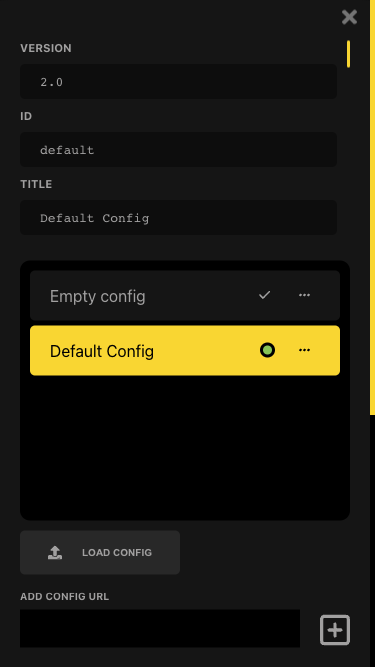 VERSION
2.0
ID
default
TITLE
Default Config
Empty config
Default Config
LOAD CONFIG
ADD CONFIG URL